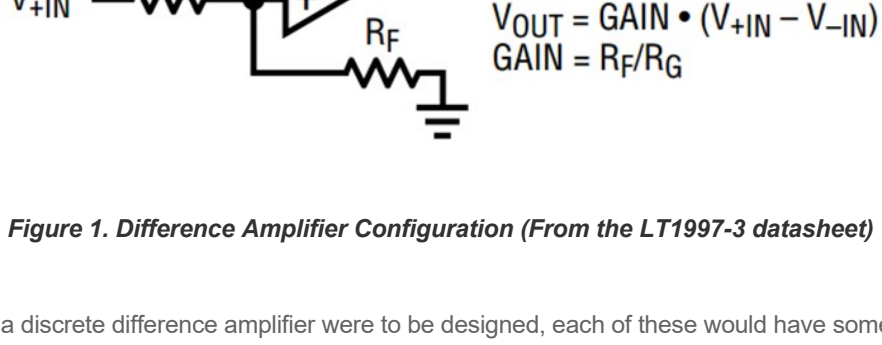 V+IN
VOUT = GAIN • (V+IN – V–IN)
RF
GAIN = RF/RG
+
Figure 1. Difference Amplifier Configuration (From the LT1997-3 datasheet)
a discrete difference amplifier were to be designed, each of these would have some